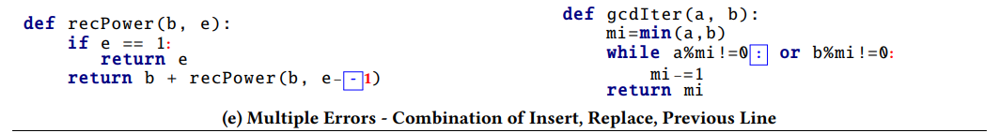 def recPower(b, e):
if e == 1:
return e
return b + recPower(b, e--1)
def gcdIter(a, b):
mi=min(a,b)
while a%mi!=0: or b%mi!=0:
mi-=1
return mi
(e) Multiple Errors - Combination of Insert, Replace, Previous Line